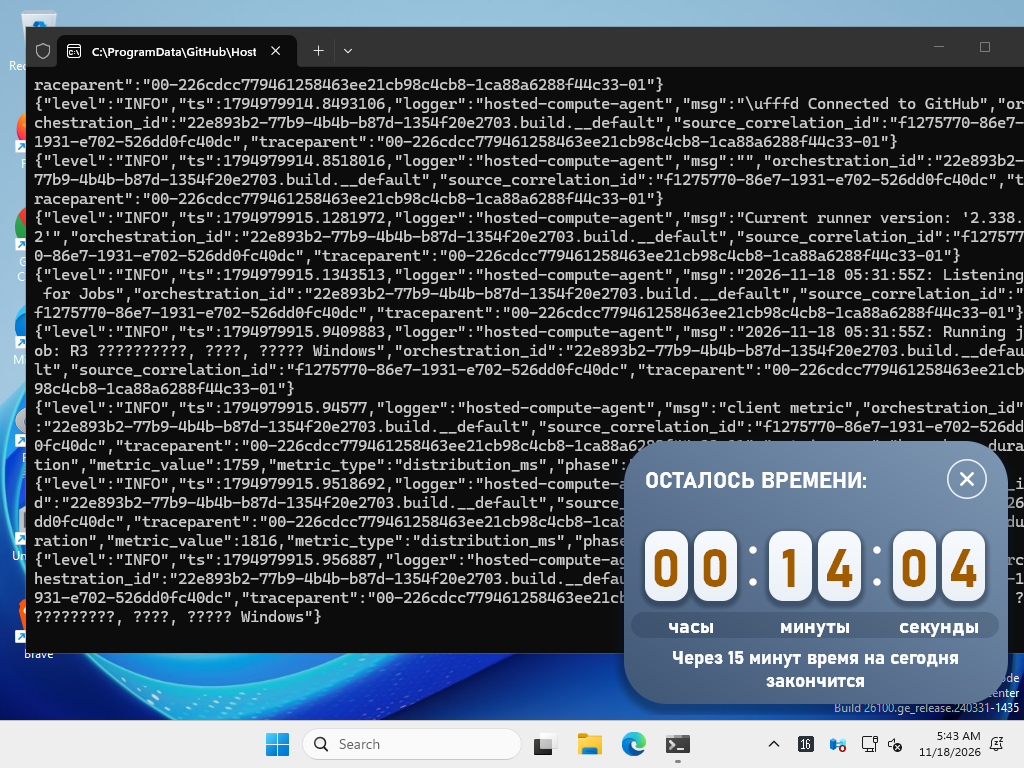 C:\ProgramData\GitHub\Host
raceparent":"00-226cdcc779461258463ee21cb98c4cb8-1ca88a6288f44c33-01"}
{"level":"INFO","ts":1794979914.8493106,"logger":"hosted-compute-agent","msg":"\ufffd Connected to GitHub","or
chestration_id":"22e893b2-77b9-4b4b-b87d-1354f20e2703.build.__default","source_correlation_id":"f1275770-86e7-
1931-e702-526dd0fc40dc","traceparent":"00-226cdcc779461258463ee21cb98c4cb8-1ca88a6288f44c33-01"}
{"level":"INFO","ts":1794979914.8518016,"logger":"hosted-compute-agent","msg":"","orchestration_id":"22e893b2-
77b9-4b4b-b87d-1354f20e2703.build.__default","source_correlation_id":"f1275770-86e7-1931-e702-526dd0fc40dc","t
raceparent":"00-226cdcc779461258463ee21cb98c4cb8-1ca88a6288f44c33-01"}
{"level":"INFO","ts":1794979915.1281972,"logger":"hosted-compute-agent","msg":"Current runner version: '2.338.
2'","orchestration_id":"22e893b2-77b9-4b4b-b87d-1354f20e2703.build.__default","source_correlation_id":"f127577
0-86e7-1931-e702-526dd0fc40dc","traceparent":"00-226cdcc779461258463ee21cb98c4cb8-1ca88a6288f44c33-01"}
{"level":"INFO","ts":1794979915.1343513,"logger":"hosted-compute-agent","msg":"2026-11-18 05:31:55Z: Listening
for Jobs","orchestration_id":"22e893b2-77b9-4b4b-b87d-1354f20e2703.build.__default","source_correlation_id":"
f1275770-86e7-1931-e702-526dd0fc40dc","traceparent":"00-226cdcc779461258463ee21cb98c4cb8-1ca88a6288f44c33-01"}
{"level":"INFO","ts":1794979915.9409883,"logger":"hosted-compute-agent","msg":"2026-11-18 05:31:55Z: Running j
ob: R3 ??????????, ????, ????? Windows","orchestration_id":"22e893b2-77b9-4b4b-b87d-1354f20e2703.build.__defau
lt","source_correlation_id":"f1275770-86e7-1931-e702-526dd0fc40dc","traceparent":"00-226cdcc779461258463ee21cb
98c4cb8-1ca88a6288f44c33-01"}
{"level":"INFO","ts":1794979915.94577,"logger":"hosted-compute-agent","msg":"client metric","orchestration_id"
:"22e893b2-77b9-4b4b-b87d-1354f20e2703.build.__default","source_correlation_id":"f1275770-86e7-1931-e702-526dd
0fc40dc","traceparent":"00-226cdcc779461258463ee21cb98c4cb8-1ca88a
tion","metric_value":1759,"metric_type":"distribution_ms","phase":
{"level":"INFO","ts":1794979915.9518692,"logger":"hosted-compute-ag
d":"22e893b2-77b9-4b4b-b87d-1354f20e2703.build.__default","source_
dd0fc40dc","traceparent":"00-226cdcc779461258463ee21cb98c4cb8-1ca8
ration","metric_value":1816,"metric_type":"distribution_ms","phase
{"level":"INFO","ts":1794979915.956887,"logger":"hosted-compute-ag
hestration_id":"22e893b2-77b9-4b4b-b87d-1354f20e2703.build.__defau
931-e702-526dd0fc40dc","traceparent":"00-226cdcc779461258463ee21cb
?????????, ????, ????? Windows"}
ОСТАЛОСЬ ВРЕМЕНИ:
00:14:04
часы минуты секунды
Через 15 минут время на сегодня
закончится
Brave
Build 26100.ge_release.240331-1435
Search
16
5:43 AM
11/18/2026